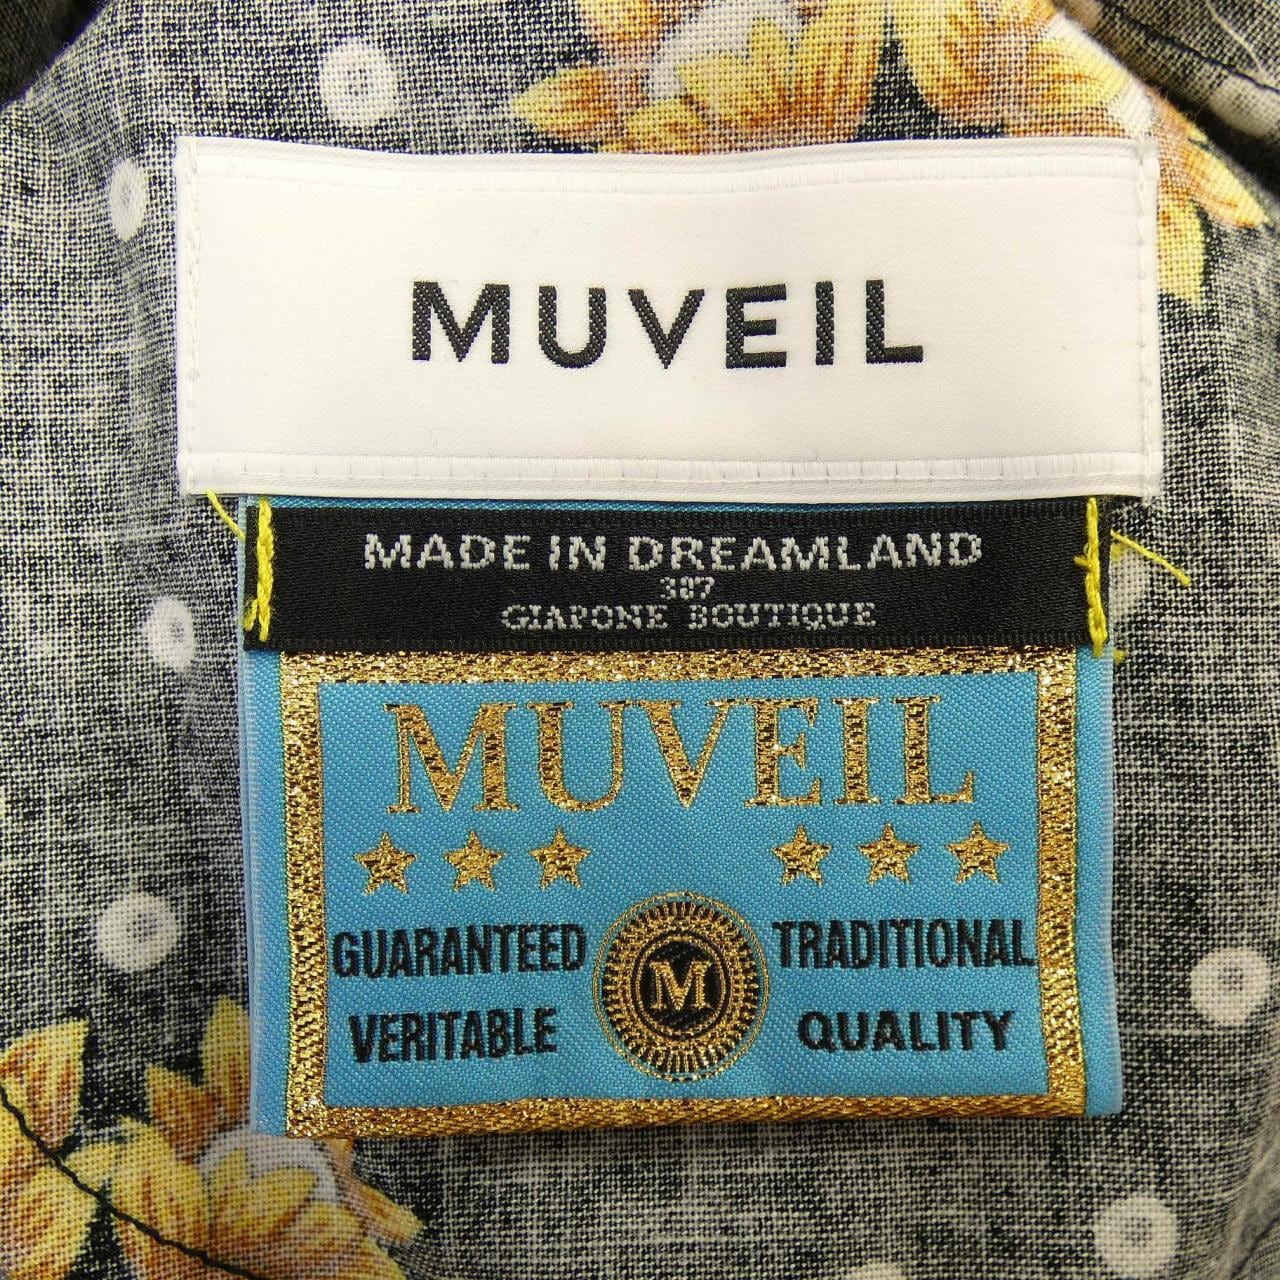 MUVEIL
MADE IN DREAMLAND
387
GIAPONE BOUTIQUE
MUVEIL
GUARANTEED TRADITIONAL
M
VERITABLE QUALITY